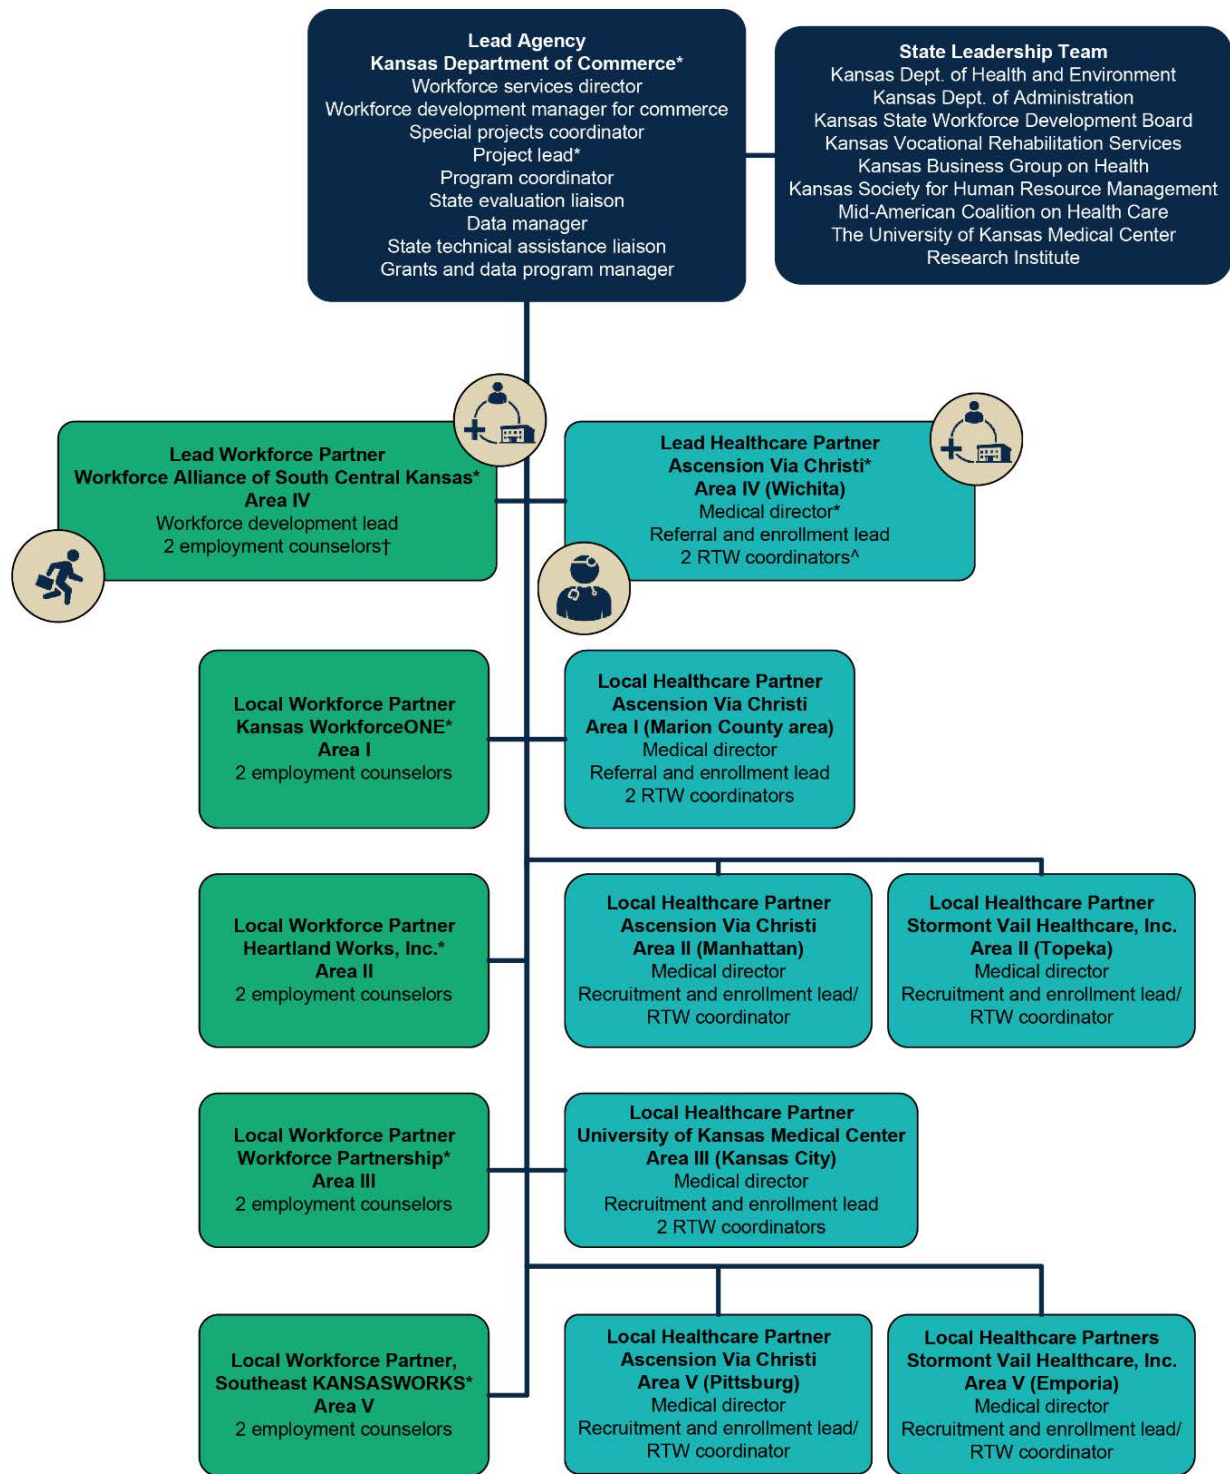 Lead Agency
Kansas Department of Commerce*
Workforce services director
Workforce development manager for commerce
Special projects coordinator
Project lead*
Program coordinator
State evaluation liaison
Data manager
State technical assistance liaison
Grants and data program manager
State Leadership Team
Kansas Dept. of Health and Environment
Kansas Dept. of Administration
Kansas State Workforce Development Board
Kansas Vocational Rehabilitation Services
Kansas Business Group on Health
Kansas Society for Human Resource Management
Mid-American Coalition on Health Care
The University of Kansas Medical Center
Research Institute
Lead Workforce Partner
Workforce Alliance of South Central Kansas*
Area IV
Workforce development lead
2 employment counselors†
Lead Healthcare Partner
Ascension Via Christi*
Area IV (Wichita)
Medical director*
Referral and enrollment lead
2 RTW coordinators^
Local Workforce Partner
Kansas WorkforceONE*
Area I
2 employment counselors
Local Healthcare Partner
Ascension Via Christi
Area I (Marion County area)
Medical director
Referral and enrollment lead
2 RTW coordinators
Local Workforce Partner
Heartland Works, Inc.*
Area II
2 employment counselors
Local Healthcare Partner
Ascension Via Christi
Area II (Manhattan)
Medical director
Recruitment and enrollment lead/
RTW coordinator
Local Healthcare Partner
Stormont Vail Healthcare, Inc.
Area II (Topeka)
Medical director
Recruitment and enrollment lead/
RTW coordinator
Local Workforce Partner
Workforce Partnership*
Area III
2 employment counselors
Local Healthcare Partner
University of Kansas Medical Center
Area III (Kansas City)
Medical director
Recruitment and enrollment lead
2 RTW coordinators
Local Workforce Partner,
Southeast KANSASWORKS*
Area V
2 employment counselors
Local Healthcare Partner
Ascension Via Christi
Area V (Pittsburg)
Medical director
Recruitment and enrollment lead/
RTW coordinator
Local Healthcare Partners
Stormont Vail Healthcare, Inc.
Area V (Emporia)
Medical director
Recruitment and enrollment lead/
RTW coordinator